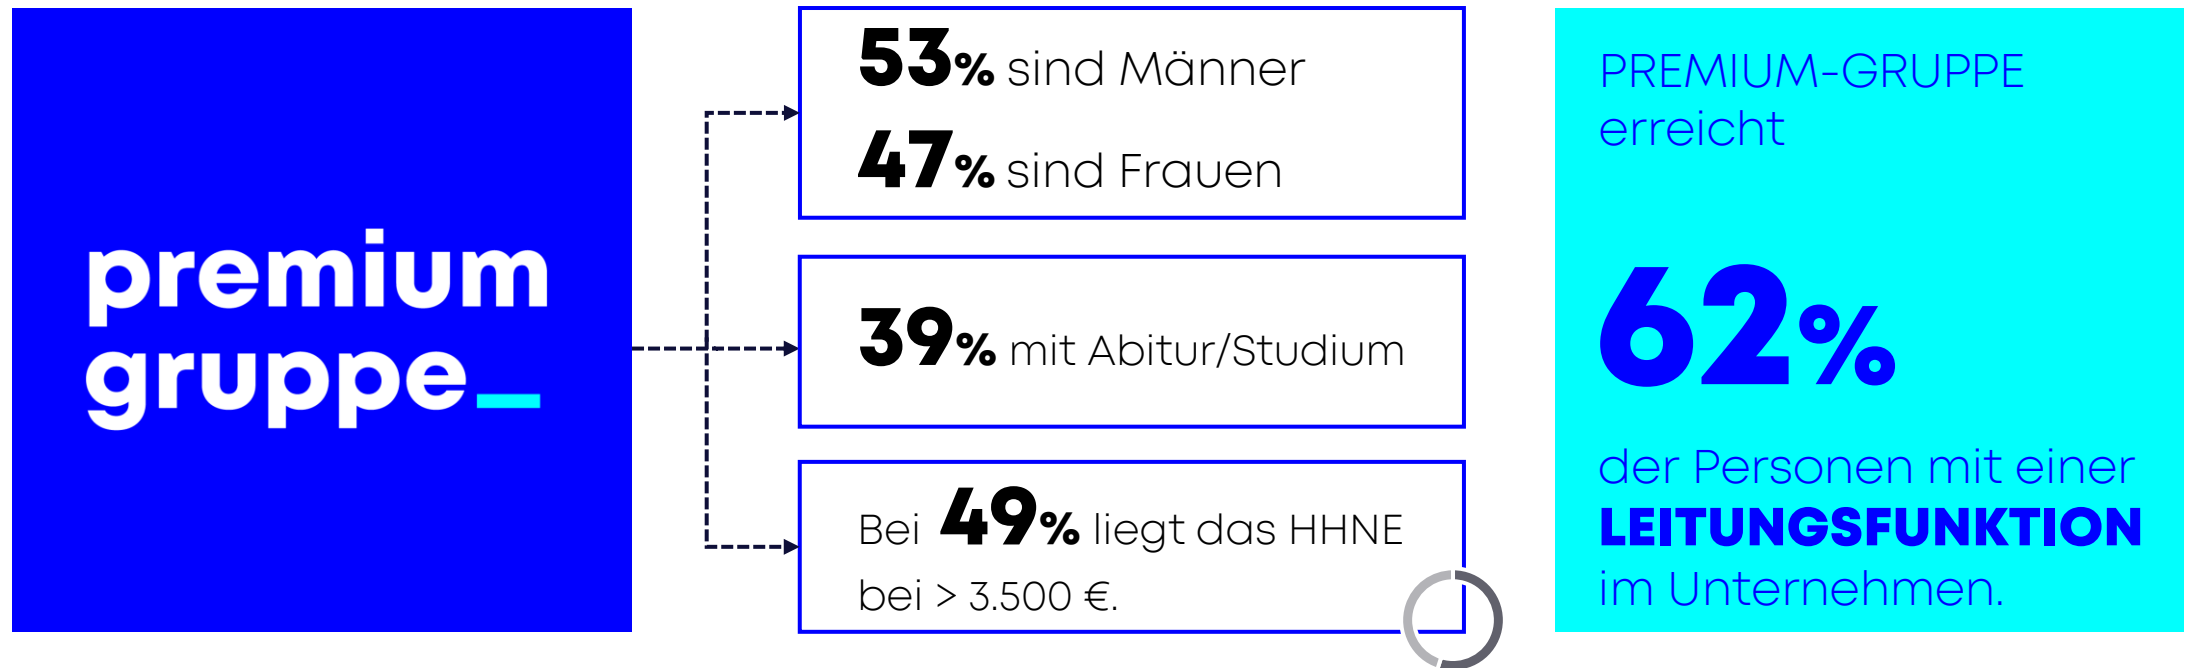 premium
gruppe_
53% sind Männer
47% sind Frauen
39% mit Abitur/Studium
Bei 49% liegt das HHNE
bei > 3.500 €.
PREMIUM-GRUPPE
erreicht
62%
der Personen mit einer
LEITUNGSFUNKTION
im Unternehmen.